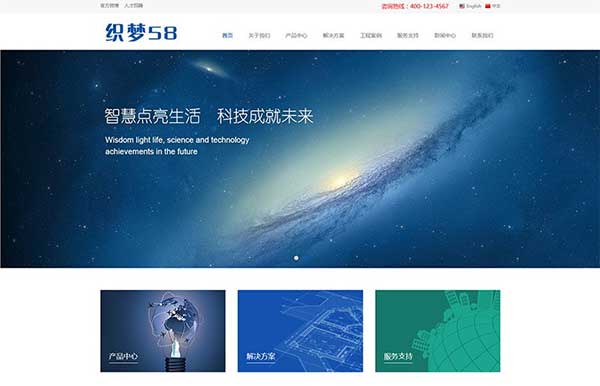 官方微博 人才招聘
咨询热线：400-123-4567 English 中文
织梦58
首页 关于我们 产品中心 解决方案 工程案例 服务支持 新闻中心 联系我们
智慧点亮生活 科技成就未来
Wisdom light life, science and technology
achievements in the future
产品中心 解决方案 服务支持